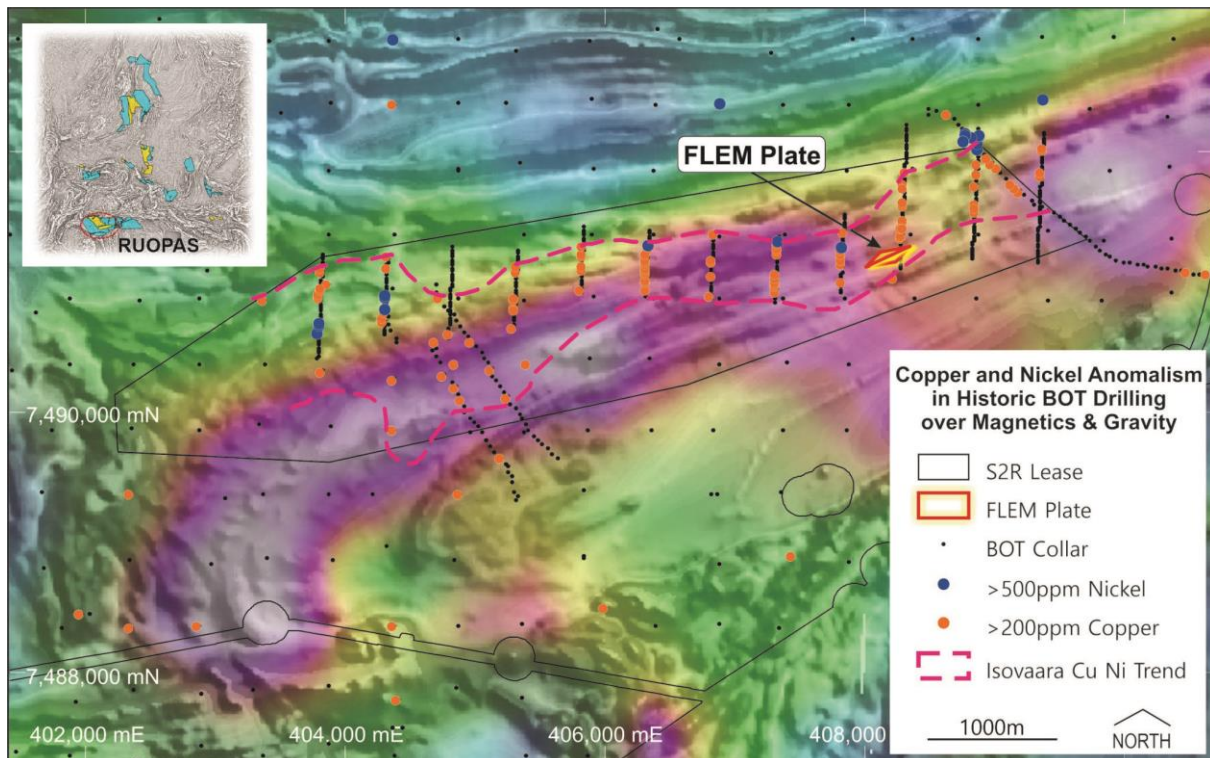 RUOPAS
FLEM Plate
7,490,000 mN
7,488,000 mN
402,000 mE
404,000 mE
406,000 mE
408,000
Copper and Nickel Anomalism
in Historic BOT Drilling
over Magnetics & Gravity
S2R Lease
FLEM Plate
BOT Collar
>500ppm Nickel
>200ppm Copper
Isovaara Cu Ni Trend
1000m
NORTH